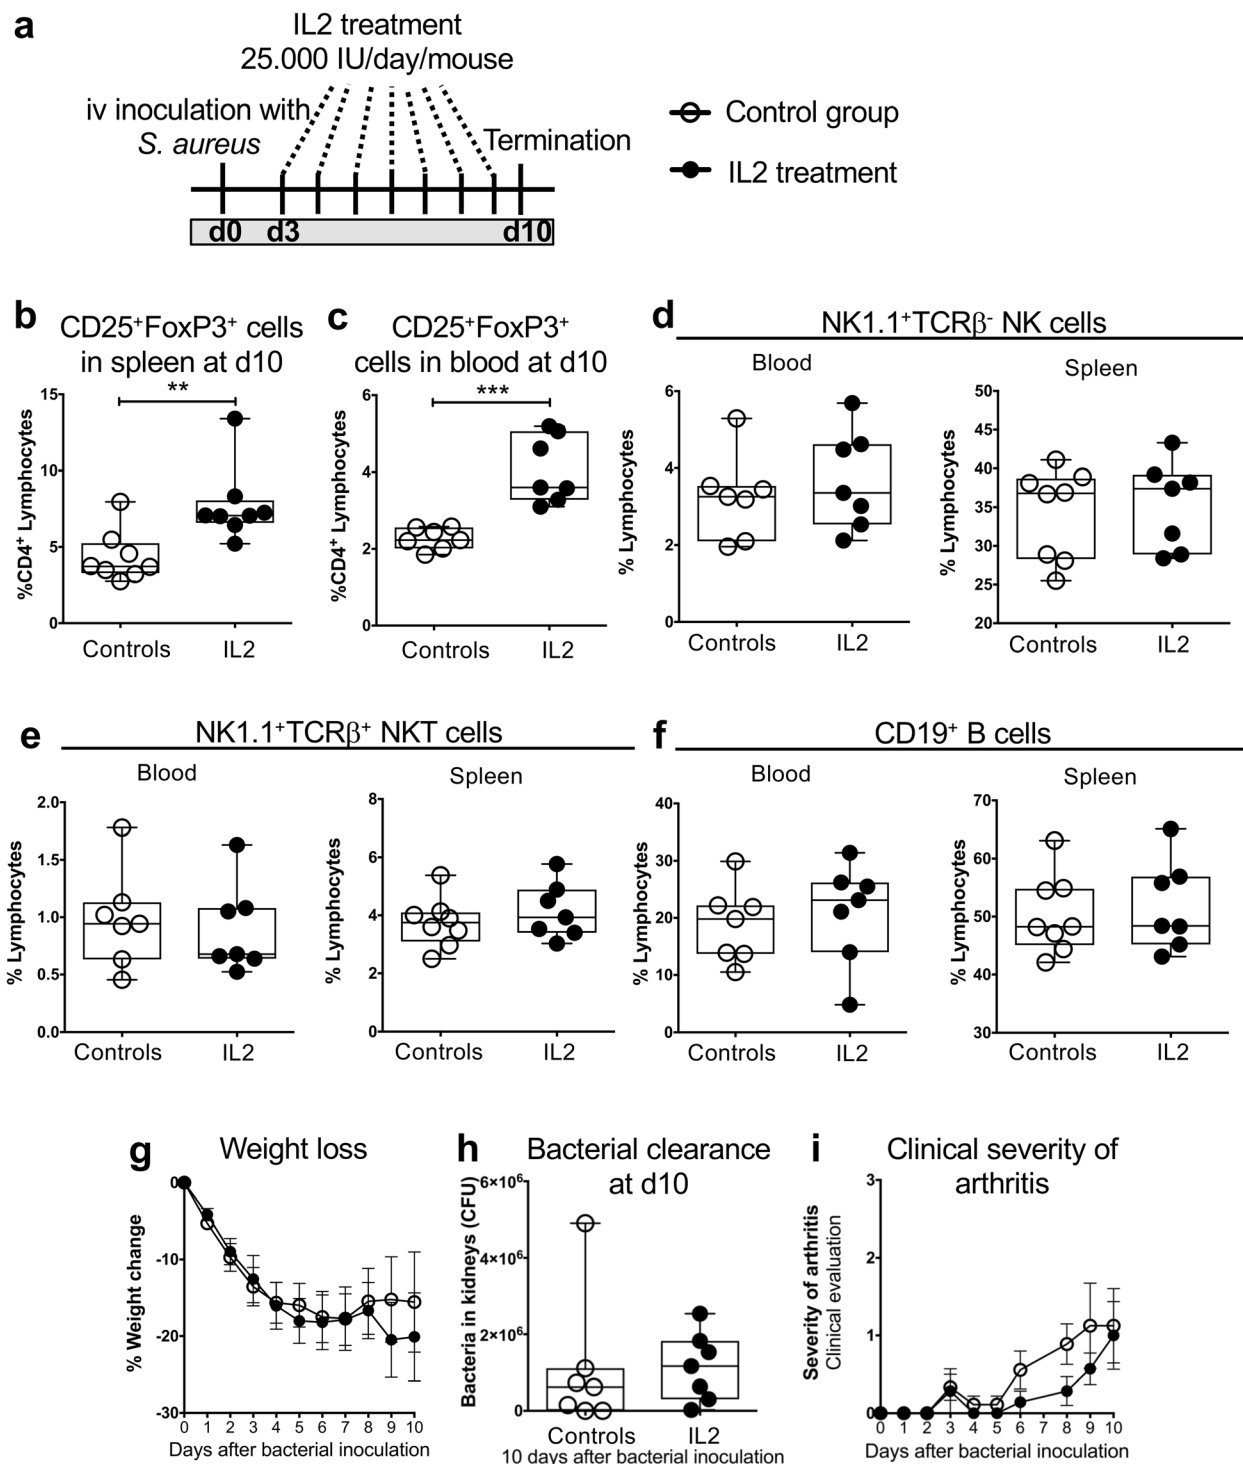 a
IL2 treatment
25.000 IU/day/mouse
iv inoculation with
S. aureus
Termination
d0 d3 d10
Control group
IL2 treatment
b
CD25⁺FoxP3⁺ cells
in spleen at d10
**
%CD4⁺ Lymphocytes
15
10
5
0
Controls IL2
c
CD25⁺FoxP3⁺
cells in blood at d10
***
%CD4⁺ Lymphocytes
6
4
2
0
Controls IL2
d
NK1.1⁺TCRβ⁻ NK cells
Blood
% Lymphocytes
6
4
2
0
Controls IL2
Spleen
% Lymphocytes
50
45
40
35
30
25
20
Controls IL2
e
NK1.1⁺TCRβ⁺ NKT cells
Blood
% Lymphocytes
2.0
1.5
1.0
0.5
0.0
Controls IL2
Spleen
% Lymphocytes
8
6
4
2
0
Controls IL2
f
CD19⁺ B cells
Blood
% Lymphocytes
40
30
20
10
0
Controls IL2
Spleen
% Lymphocytes
70
60
50
40
30
Controls IL2
g
Weight loss
% Weight change
0
-10
-20
-30
0 1 2 3 4 5 6 7 8 9 10
Days after bacterial inoculation
h
Bacterial clearance
at d10
Bacteria in kidneys (CFU)
6×10⁶
4×10⁶
2×10⁶
0
Controls IL2
10 days after bacterial inoculation
i
Clinical severity of
arthritis
Severity of arthritis
Clinical evaluation
3
2
1
0
0 1 2 3 4 5 6 7 8 9 10
Days after bacterial inoculation